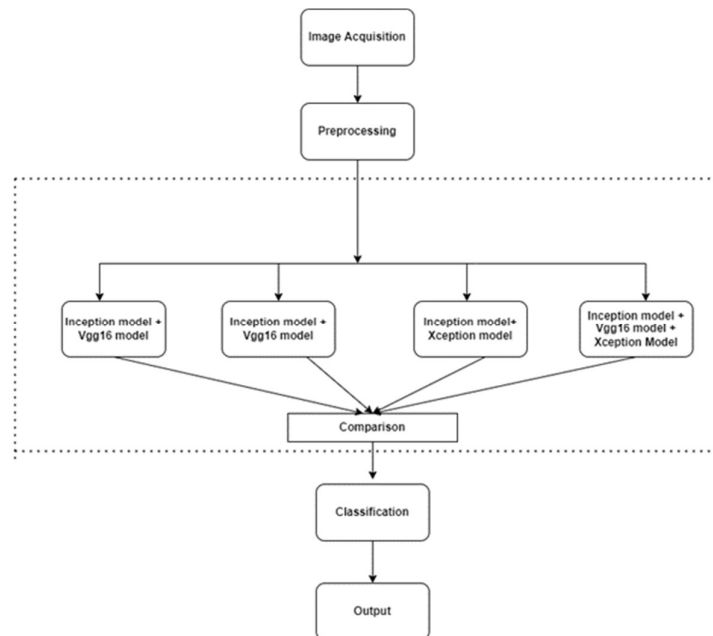 Image Acquisition
Preprocessing
Inception model +
Vgg16 model
Inception model +
Vgg16 model
Inception model+
Xception model
Inception model +
Vgg16 model +
Xception Model
Comparison
Classification
Output